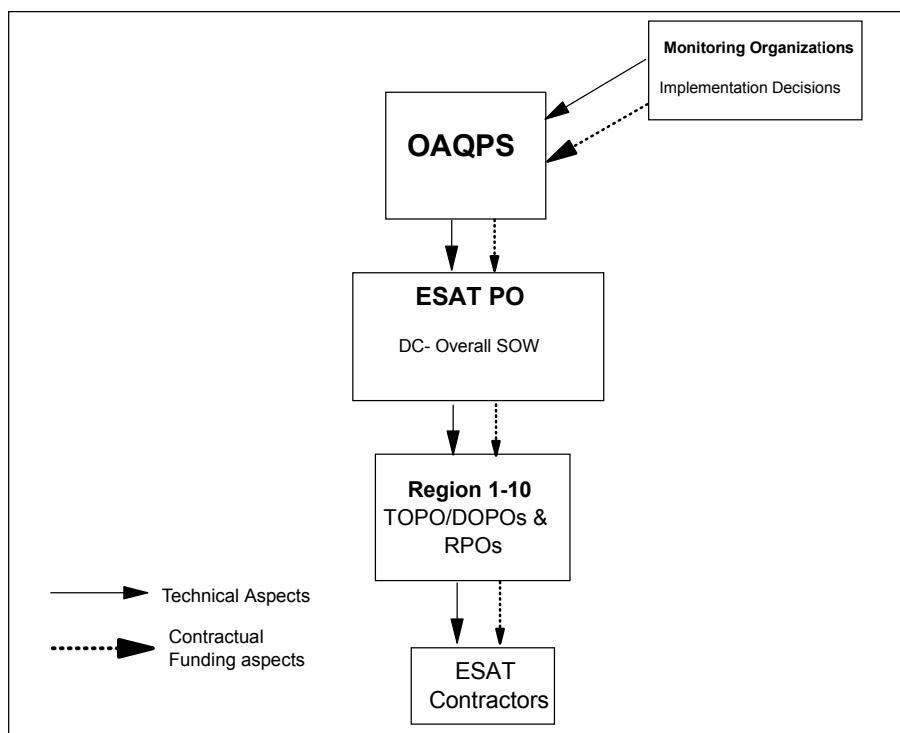 Monitoring Organizations
Implementation Decisions
OAQPS
ESAT PO
DC- Overall SOW
Region 1-10
TOPO/DOPOs &
RPOs
Technical Aspects
Contractual
Funding aspects
ESAT
Contractors